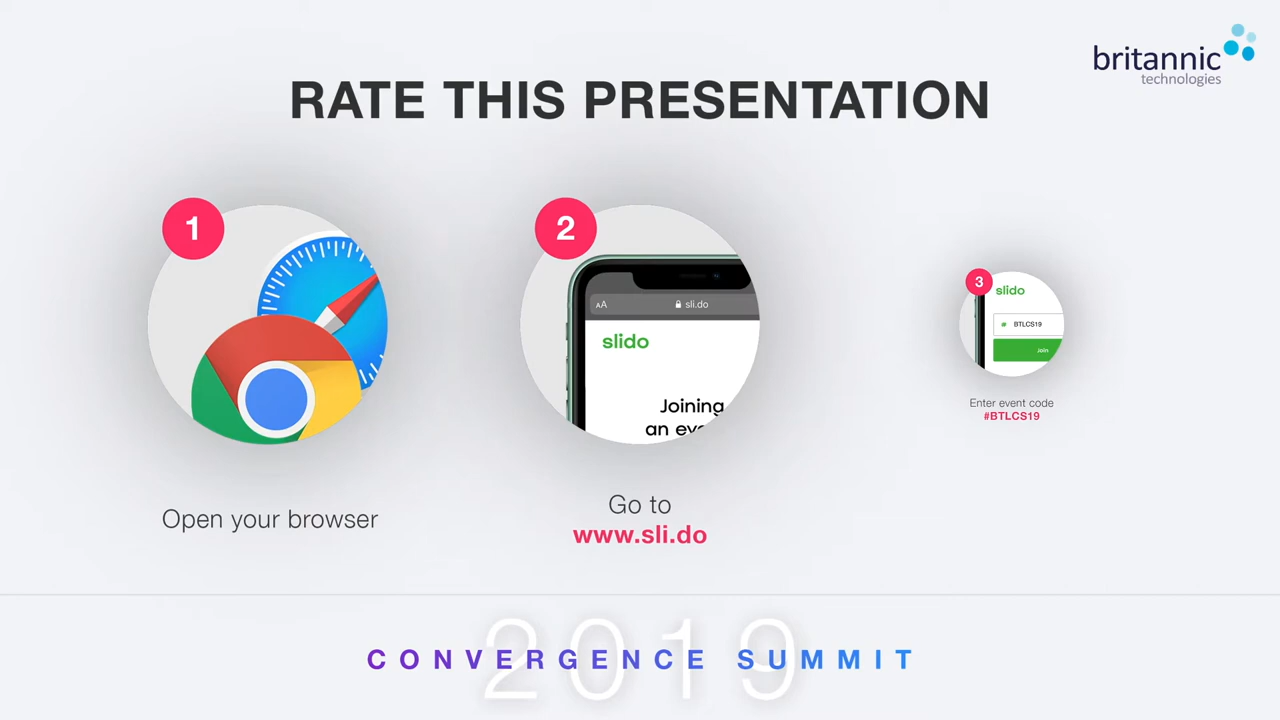 britannic
technologies
RATE THIS PRESENTATION
1
2
3
AA
sli.do
slido
Joining
slido
# BTLCS19
Join
Open your browser
Go to
www.sli.do
Enter event code
#BTLCS19
2019
CONVERGENCE SUMMIT